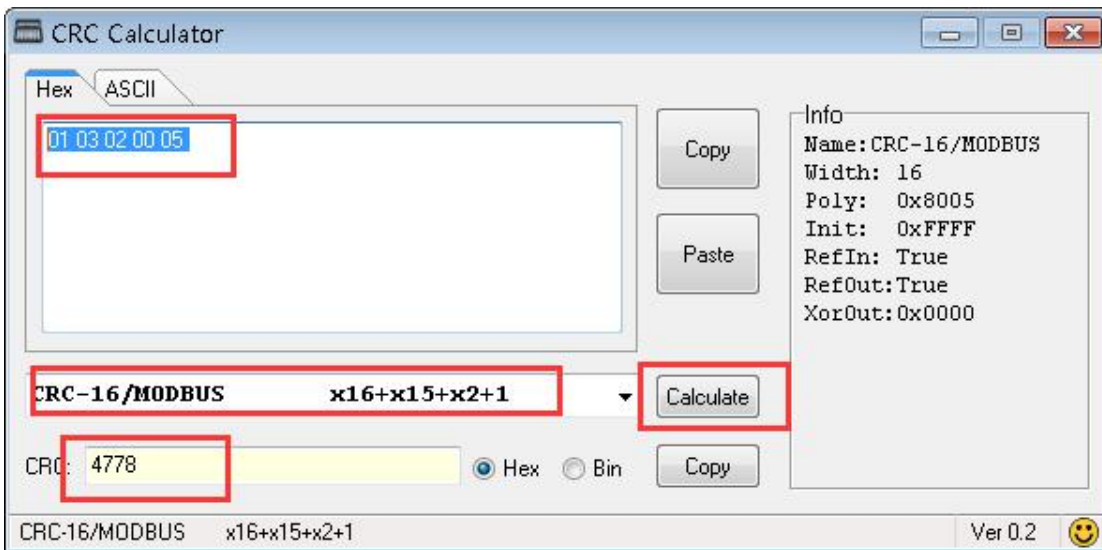 CRC Calculator
Hex ASCII
01 03 02 00 05
Copy
Paste
Info
Name:CRC-16/MODBUS
Width: 16
Poly: 0x8005
Init: 0xFFFF
RefIn: True
RefOut:True
XorOut:0x0000
CRC-16/MODBUS x16+x15+x2+1
Calculate
CRC: 4778
Hex Bin
Copy
CRC-16/MODBUS x16+x15+x2+1
Ver 0.2